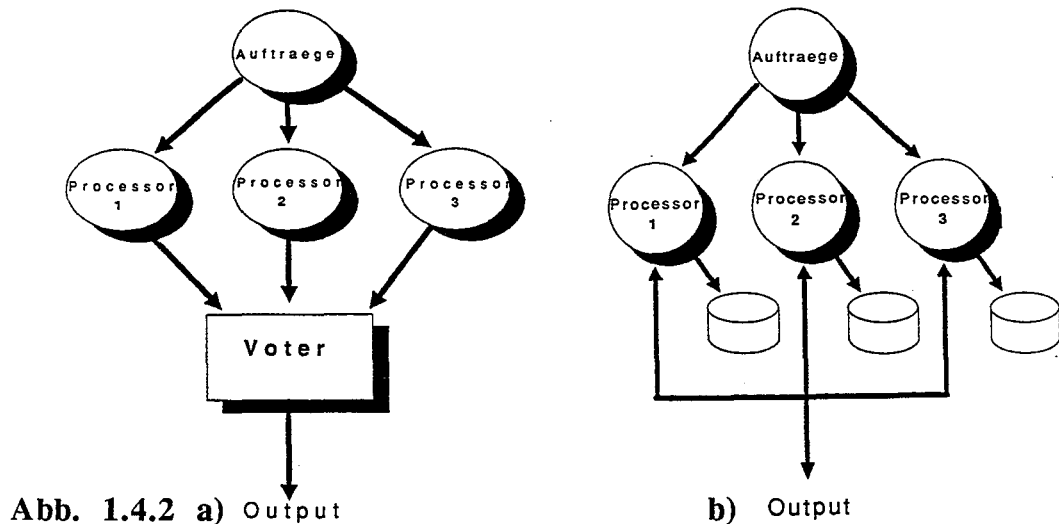 Auftraege
Processor
1
Processor
2
Processor
3
Voter
Abb. 1.4.2 a) Output
Auftraege
Processor
1
Processor
2
Processor
3
b) Output